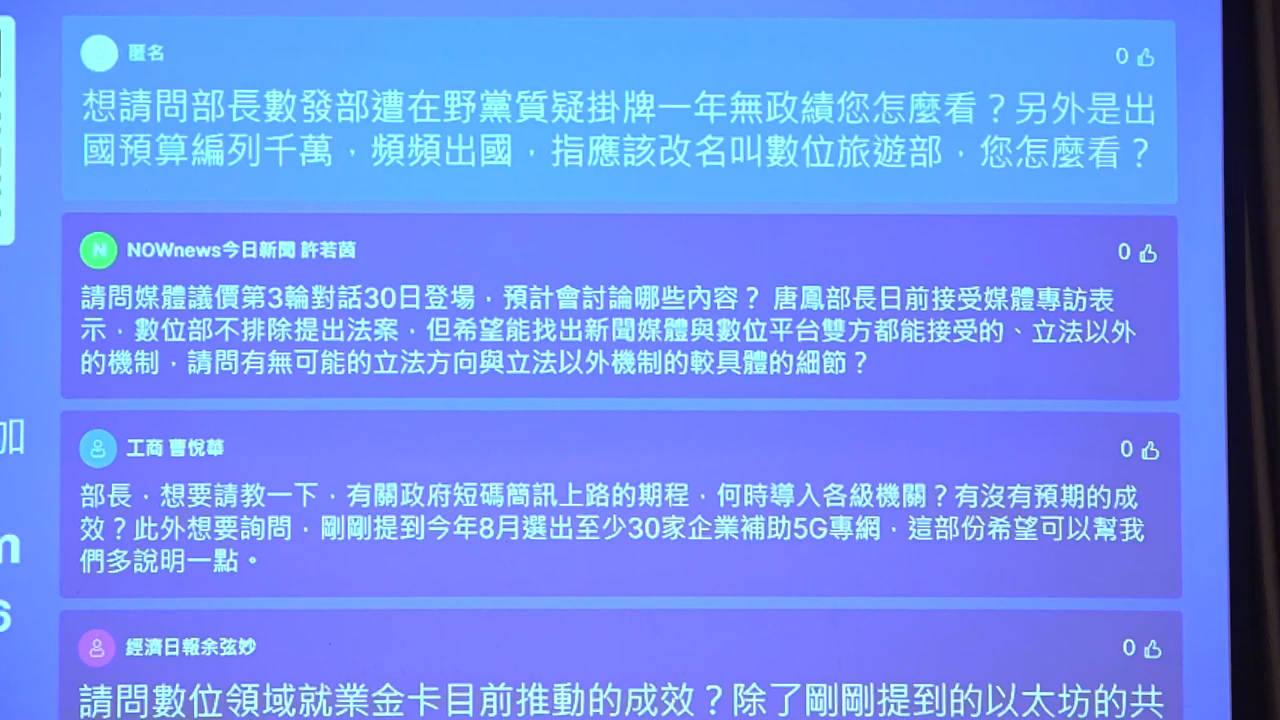 匿名
0
想請問部長數發部遭在野黨質疑掛牌一年無政績您怎麼看？另外是出
國預算編列千萬，頻頻出國，指應該改名叫數位旅遊部，您怎麼看？
N NOWnews今日新聞 許若茵
0
請問媒體議價第3輪對話30日登場，預計會討論哪些內容？ 唐鳳部長日前接受媒體專訪表
示，數位部不排除提出法案，但希望能找出新聞媒體與數位平台雙方都能接受的、立法以外
的機制，請問有無可能的立法方向與立法以外機制的較具體的細節？
工商 曹悅華
0
部長，想要請教一下，有關政府短碼簡訊上路的期程，何時導入各級機關？有沒有預期的成
效？此外想要詢問，剛剛提到今年8月選出至少30家企業補助5G專網，這部份希望可以幫我
們多說明一點。
經濟日報余弦妙
0
請問數位領域就業金卡目前推動的成效？除了剛剛提到的以太坊的共
加
m
6